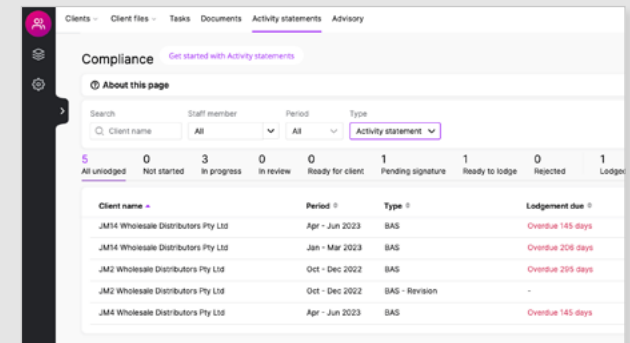 Clients Client files Tasks Documents Activity statements Advisory
Compliance Get started with Activity statements
About this page
Search Staff member Period Type
Client name All All Activity statement
5 0 3 0 0 1 1 0 1
All unlodged Not started In progress In review Ready for client Pending signature Ready to lodge Rejected Lodged
Client name Period Type Lodgement due
JM14 Wholesale Distributors Pty Ltd Apr - Jun 2023 BAS Overdue 145 days
JM14 Wholesale Distributors Pty Ltd Jan - Mar 2023 BAS Overdue 206 days
JM2 Wholesale Distributors Pty Ltd Oct - Dec 2022 BAS Overdue 295 days
JM2 Wholesale Distributors Pty Ltd Oct - Dec 2022 BAS - Revision -
JM4 Wholesale Distributors Pty Ltd Apr - Jun 2023 BAS Overdue 145 days